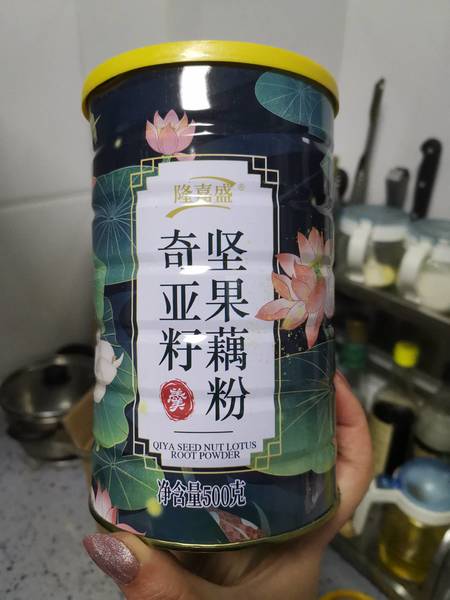 隆嘉盛®
奇亚籽
坚果藕粉
QIYA SEED NUT LOTUS
ROOT POWDER
净含量500克